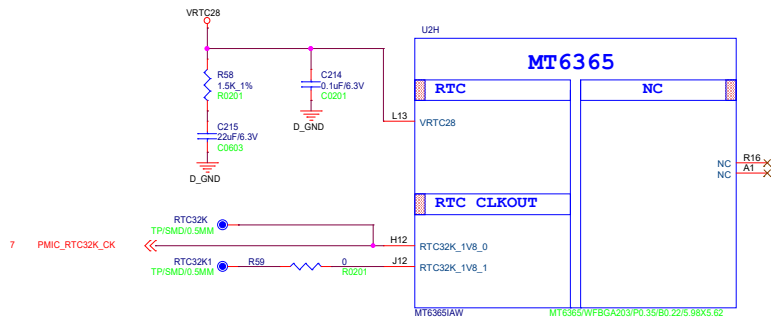 VRTC28
U2H
MT6365
R58
1.5K_1%
R0201
C214
0.1uF/6.3V
C0201
RTC
NC
D_GND
L13
VRTC28
C215
22uF/6.3V
C0603
D_GND
NC
R16
NC
A1
RTC CLKOUT
RTC32K
TP/SMD/0.5MM
7
PMIC_RTC32K_CK
H12
RTC32K_1V8_0
RTC32K1
TP/SMD/0.5MM
R59
0
R0201
J12
RTC32K_1V8_1
MT6365IAW
MT6365/WFBGA203/P0.35/B0.22/5.98X5.62